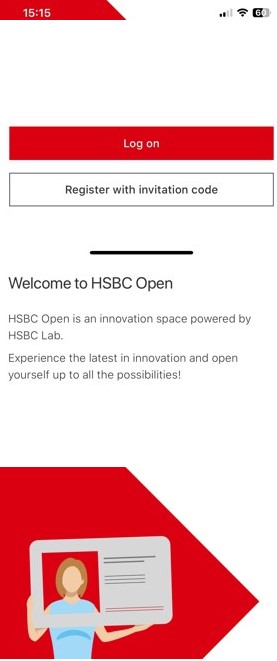 15:15
60
Log on
Register with invitation code
Welcome to HSBC Open
HSBC Open is an innovation space powered by
HSBC Lab.
Experience the latest in innovation and open
yourself up to all the possibilities!